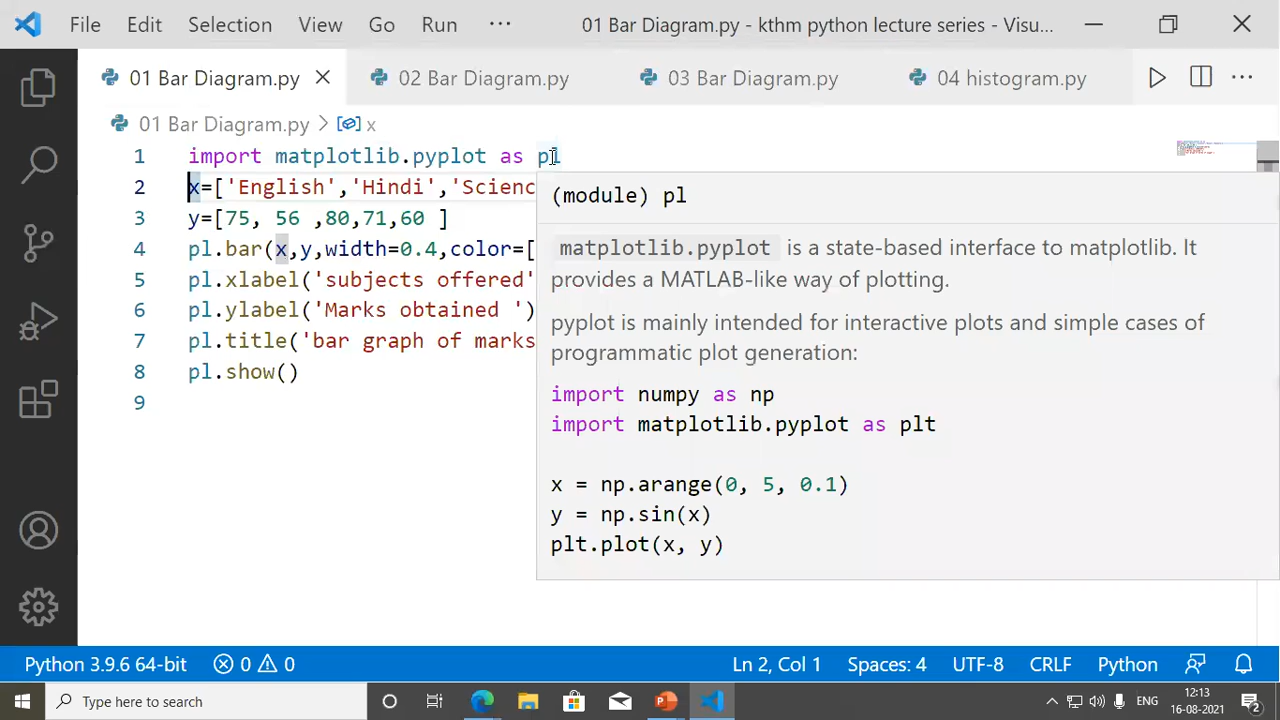 File Edit Selection View Go Run ··· 01 Bar Diagram.py - kthm python lecture series - Visu...
01 Bar Diagram.py 02 Bar Diagram.py 03 Bar Diagram.py 04 histogram.py ···
01 Bar Diagram.py > x
1 import matplotlib.pyplot as pl
2 x=['English','Hindi','Scienc
3 y=[75, 56 ,80,71,60 ]
4 pl.bar(x,y,width=0.4,color=[
5 pl.xlabel('subjects offered'
6 pl.ylabel('Marks obtained ')
7 pl.title('bar graph of marks
8 pl.show()
9
(module) pl
matplotlib.pyplot is a state-based interface to matplotlib. It
provides a MATLAB-like way of plotting.
pyplot is mainly intended for interactive plots and simple cases of
programmatic plot generation:
import numpy as np
import matplotlib.pyplot as plt
x = np.arange(0, 5, 0.1)
y = np.sin(x)
plt.plot(x, y)
Python 3.9.6 64-bit 0 0 Ln 2, Col 1 Spaces: 4 UTF-8 CRLF Python
Type here to search ENG 12:13
16-08-2021 2